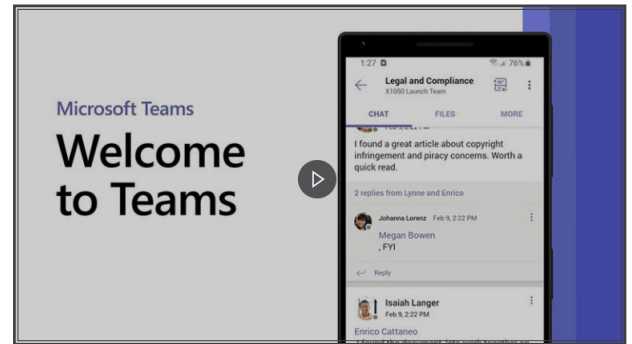 Microsoft Teams
Welcome
to Teams
1:27
76%
Legal and Compliance
X1050 Launch Team
CHAT FILES MORE
I found a great article about copyright
infringement and piracy concerns. Worth a
quick read.
2 replies from Lynne and Enrico
Johanna Lorenz Feb 9, 2:22 PM
Megan Bowen
, FYI
Reply
Isaiah Langer
Feb 9, 2:22 PM
Enrico Cattaneo